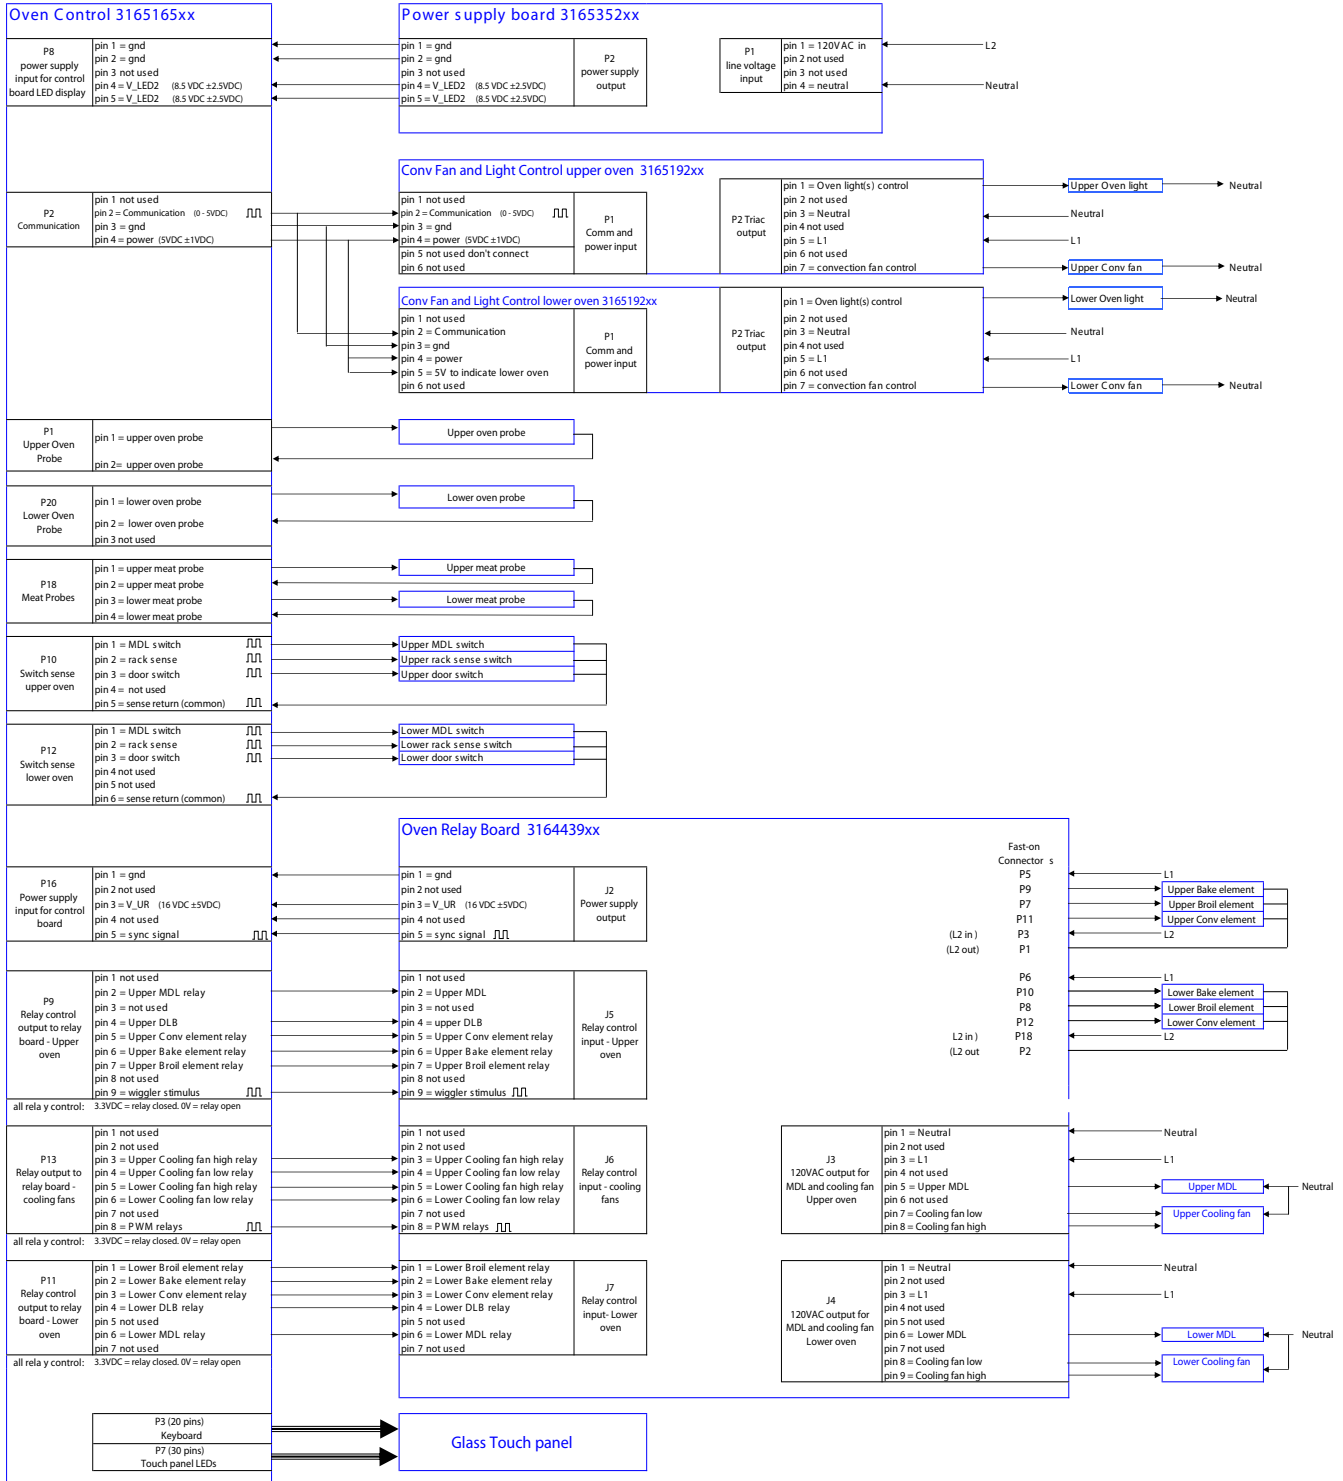 Oven Control 3165165xx
P8
power supply
input for control
board LED display
pin 1 = gnd
pin 2 = gnd
pin 3 not used
pin 4 = V_LED2 (8.5 VDC ±2.5VDC)
pin 5 = V_LED2 (8.5 VDC ±2.5VDC)
Power supply board 3165352xx
pin 1 = gnd
pin 2 = gnd
pin 3 not used
pin 4 = V_LED2 (8.5 VDC ±2.5VDC)
pin 5 = V_LED2 (8.5 VDC ±2.5VDC)
P2
power supply
output
P1
line voltage
input
pin 1 = 120VAC in
pin 2 not used
pin 3 not used
pin 4 = neutral
L2
Neutral
P2
Communication
pin 1 not used
pin 2 = Communication (0 - 5VDC)
pin 3 = gnd
pin 4 = power (5VDC ±1VDC)
Conv Fan and Light Control upper oven 3165192xx
pin 1 not used
pin 2 = Communication (0 - 5VDC)
pin 3 = gnd
pin 4 = power (5VDC ±1VDC)
pin 5 not used don't connect
pin 6 not used
P1
Comm and
power input
P2 Triac
output
pin 1 = Oven light(s) control
pin 2 not used
pin 3 = Neutral
pin 4 not used
pin 5 = L1
pin 6 not used
pin 7 = convection fan control
Upper Oven light
Neutral
Neutral
L1
Upper Conv fan
Neutral
Conv Fan and Light Control lower oven 3165192xx
pin 1 not used
pin 2 = Communication
pin 3 = gnd
pin 4 = power
pin 5 = 5V to indicate lower oven
pin 6 not used
P1
Comm and
power input
P2 Triac
output
pin 1 = Oven light(s) control
pin 2 not used
pin 3 = Neutral
pin 4 not used
pin 5 = L1
pin 6 not used
pin 7 = convection fan control
Lower Oven light
Neutral
Neutral
L1
Lower Conv fan
Neutral
P1
Upper Oven
Probe
pin 1 = upper oven probe
pin 2= upper oven probe
Upper oven probe
P20
Lower Oven
Probe
pin 1 = lower oven probe
pin 2 = lower oven probe
pin 3 not used
Lower oven probe
P18
Meat Probes
pin 1 = upper meat probe
pin 2 = upper meat probe
pin 3 = lower meat probe
pin 4 = lower meat probe
Upper meat probe
Lower meat probe
P10
Switch sense
upper oven
pin 1 = MDL switch
pin 2 = rack sense
pin 3 = door switch
pin 4 = not used
pin 5 = sense return (common)
Upper MDL switch
Upper rack sense switch
Upper door switch
P12
Switch sense
lower oven
pin 1 = MDL switch
pin 2 = rack sense
pin 3 = door switch
pin 4 not used
pin 5 not used
pin 6 = sense return (common)
Lower MDL switch
Lower rack sense switch
Lower door switch
Oven Relay Board 3164439xx
P16
Power supply
input for control
board
pin 1 = gnd
pin 2 not used
pin 3 = V_UR (16 VDC ±5VDC)
pin 4 not used
pin 5 = sync signal
pin 1 = gnd
pin 2 not used
pin 3 = V_UR (16 VDC ±5VDC)
pin 4 not used
pin 5 = sync signal
J2
Power supply
output
Fast-on
Connector s
P5
P9
P7
P11
(L2 in ) P3
(L2 out) P1
L1
Upper Bake element
Upper Broil element
Upper Conv element
L2
P6
P10
P8
P12
L2 in ) P18
(L2 out P2
L1
Lower Bake element
Lower Broil element
Lower Conv element
L2
P9
Relay control
output to relay
board - Upper
oven
pin 1 not used
pin 2 = Upper MDL relay
pin 3 = not used
pin 4 = Upper DLB
pin 5 = Upper Conv element relay
pin 6 = Upper Bake element relay
pin 7 = Upper Broil element relay
pin 8 not used
pin 9 = wiggler stimulus
all rela y control: 3.3VDC = relay closed. 0V = relay open
pin 1 not used
pin 2 = Upper MDL
pin 3 = not used
pin 4 = upper DLB
pin 5 = Upper Conv element relay
pin 6 = Upper Bake element relay
pin 7 = Upper Broil element relay
pin 8 not used
pin 9 = wiggler stimulus
J5
Relay control
input - Upper
oven
P13
Relay output to
relay board -
cooling fans
pin 1 not used
pin 2 not used
pin 3 = Upper Cooling fan high relay
pin 4 = Upper Cooling fan low relay
pin 5 = Lower Cooling fan high relay
pin 6 = Lower Cooling fan low relay
pin 7 not used
pin 8 = PWM relays
all rela y control: 3.3VDC = relay closed. 0V = relay open
pin 1 not used
pin 2 not used
pin 3 = Upper Cooling fan high relay
pin 4 = Upper Cooling fan low relay
pin 5 = Lower Cooling fan high relay
pin 6 = Lower Cooling fan low relay
pin 7 not used
pin 8 = PWM relays
J6
Relay control
input - cooling
fans
J3
120VAC output for
MDL and cooling fan
Upper oven
pin 1 = Neutral
pin 2 not used
pin 3 = L1
pin 4 not used
pin 5 = Upper MDL
pin 6 not used
pin 7 = Cooling fan low
pin 8 = Cooling fan high
Neutral
L1
Upper MDL
Neutral
Upper Cooling fan
P11
Relay control
output to relay
board - Lower
oven
pin 1 = Lower Broil element relay
pin 2 = Lower Bake element relay
pin 3 = Lower Conv element relay
pin 4 = Lower DLB relay
pin 5 not used
pin 6 = Lower MDL relay
pin 7 not used
all rela y control: 3.3VDC = relay closed. 0V = relay open
pin 1 = Lower Broil element relay
pin 2 = Lower Bake element relay
pin 3 = Lower Conv element relay
pin 4 = Lower DLB relay
pin 5 not used
pin 6 = Lower MDL relay
pin 7 not used
J7
Relay control
input- Lower
oven
J4
120VAC output for
MDL and cooling fan
Lower oven
pin 1 = Neutral
pin 2 not used
pin 3 = L1
pin 4 not used
pin 5 not used
pin 6 = Lower MDL
pin 7 not used
pin 8 = Cooling fan low
pin 9 = Cooling fan high
Neutral
L1
Lower MDL
Neutral
Lower Cooling fan
P3 (20 pins)
Keyboard
P7 (30 pins)
Touch panel LEDs
Glass Touch panel